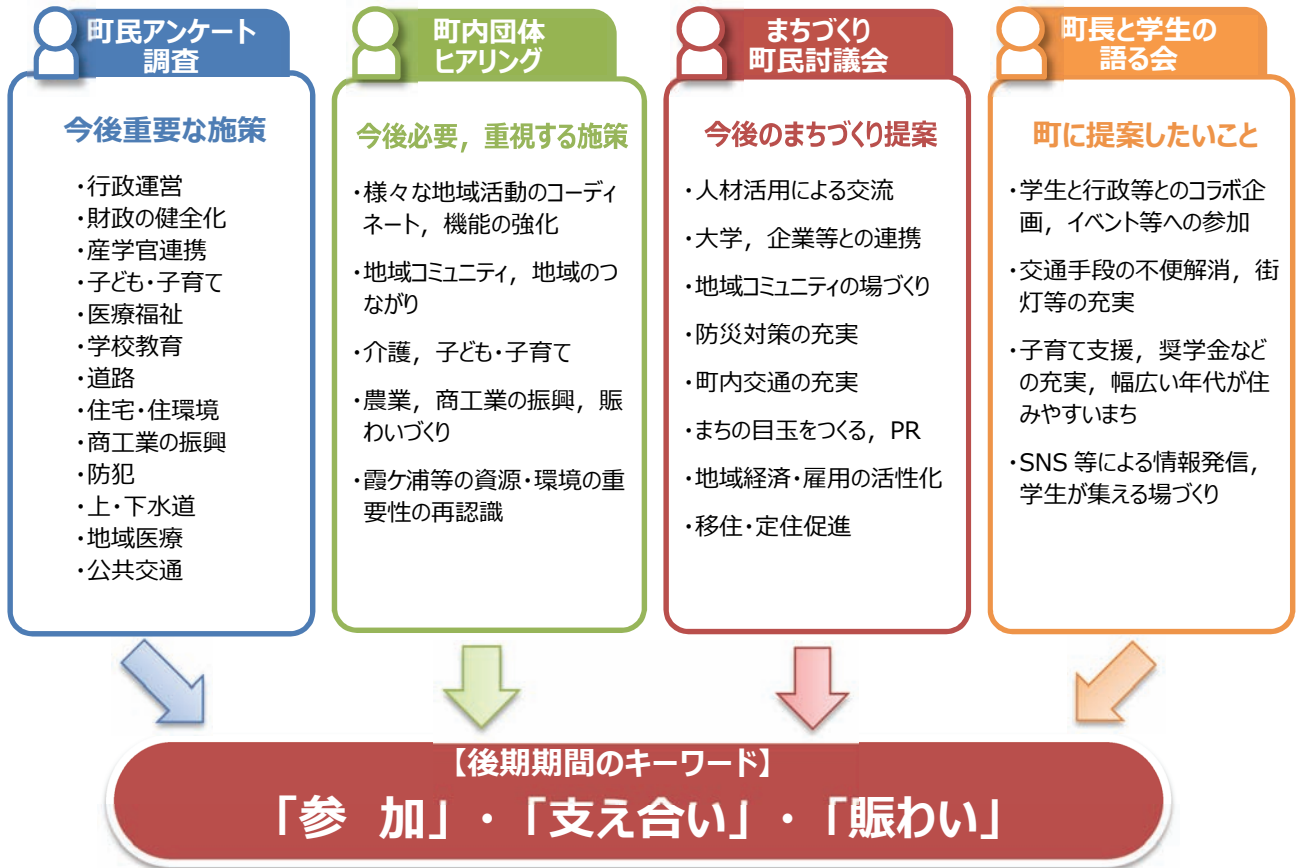 町民アンケート
調査
今後重要な施策
・行政運営
・財政の健全化
・産学官連携
・子ども・子育て
・医療福祉
・学校教育
・道路
・住宅・住環境
・商工業の振興
・防犯
・上・下水道
・地域医療
・公共交通
町内団体
ヒアリング
今後必要，重視する施策
・様々な地域活動のコーディ
ネート，機能の強化
・地域コミュニティ，地域のつ
ながり
・介護，子ども・子育て
・農業，商工業の振興，賑
わいづくり
・霞ケ浦等の資源・環境の重
要性の再認識
まちづくり
町民討議会
今後のまちづくり提案
・人材活用による交流
・大学，企業等との連携
・地域コミュニティの場づくり
・防災対策の充実
・町内交通の充実
・まちの目玉をつくる，PR
・地域経済・雇用の活性化
・移住・定住促進
町長と学生の
語る会
町に提案したいこと
・学生と行政等とのコラボ企
画，イベント等への参加
・交通手段の不便解消，街
灯等の充実
・子育て支援，奨学金など
の充実，幅広い年代が住
みやすいまち
・SNS 等による情報発信，
学生が集える場づくり
【後期期間のキーワード】
「参　加」・「支え合い」・「賑わい」